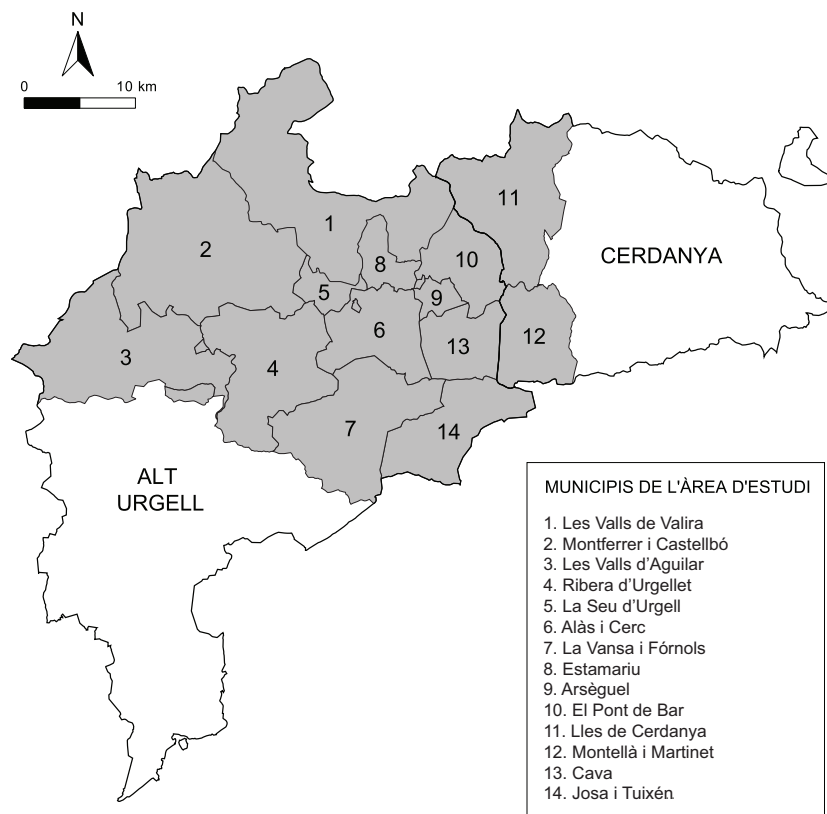 N
0 10 km
1
2
3
4
5
6
7
8
9
10
11
12
13
14
CERDANYA
ALT
URGELL
MUNICIPIS DE L'ÀREA D'ESTUDI
1. Les Valls de Valira
2. Montferrer i Castellbó
3. Les Valls d’Aguilar
4. Ribera d’Urgellet
5. La Seu d’Urgell
6. Alàs i Cerc
7. La Vansa i Fórnols
8. Estamariu
9. Arsèguel
10. El Pont de Bar
11. Lles de Cerdanya
12. Montellà i Martinet
13. Cava
14. Josa i Tuixén